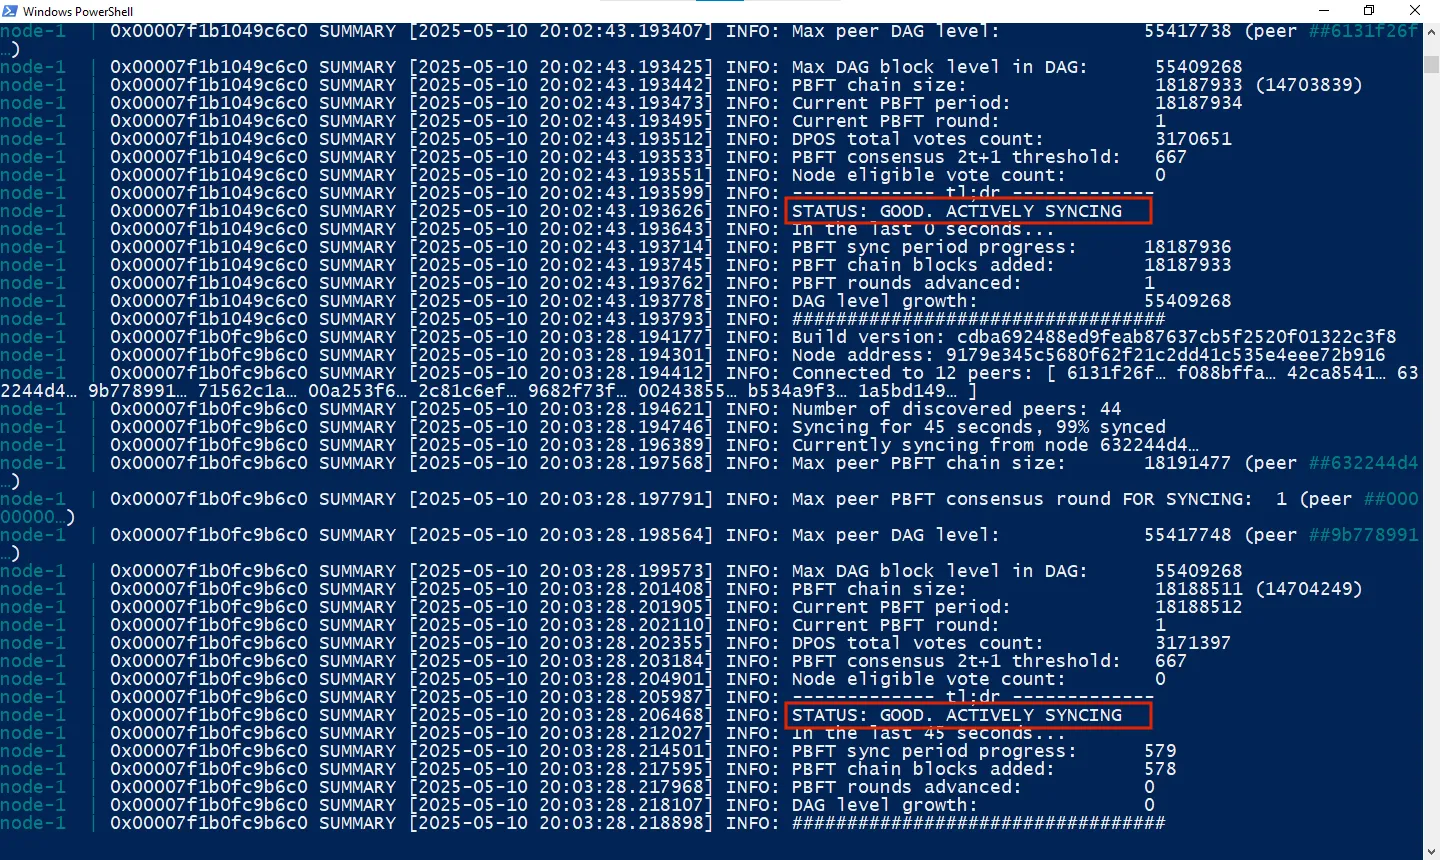 Windows PowerShell
node-1  | 0x00007f1b1049c6c0 SUMMARY [2025-05-10 20:02:43.193407] INFO: Max peer DAG level:             55417738 (peer ##6131f26f
…)
node-1  | 0x00007f1b1049c6c0 SUMMARY [2025-05-10 20:02:43.193425] INFO: Max DAG block level in DAG:      55409268
node-1  | 0x00007f1b1049c6c0 SUMMARY [2025-05-10 20:02:43.193442] INFO: PBFT chain size:                 18187933 (14703839)
node-1  | 0x00007f1b1049c6c0 SUMMARY [2025-05-10 20:02:43.193473] INFO: Current PBFT period:             18187934
node-1  | 0x00007f1b1049c6c0 SUMMARY [2025-05-10 20:02:43.193495] INFO: Current PBFT round:              1
node-1  | 0x00007f1b1049c6c0 SUMMARY [2025-05-10 20:02:43.193512] INFO: DPOS total votes count:          3170651
node-1  | 0x00007f1b1049c6c0 SUMMARY [2025-05-10 20:02:43.193533] INFO: PBFT consensus 2t+1 threshold:   667
node-1  | 0x00007f1b1049c6c0 SUMMARY [2025-05-10 20:02:43.193551] INFO: Node eligible vote count:        0
node-1  | 0x00007f1b1049c6c0 SUMMARY [2025-05-10 20:02:43.193599] INFO: ------------- tl;dr -------------
node-1  | 0x00007f1b1049c6c0 SUMMARY [2025-05-10 20:02:43.193626] INFO: STATUS: GOOD. ACTIVELY SYNCING
node-1  | 0x00007f1b1049c6c0 SUMMARY [2025-05-10 20:02:43.193643] INFO: In the last 0 seconds...
node-1  | 0x00007f1b1049c6c0 SUMMARY [2025-05-10 20:02:43.193714] INFO: PBFT sync period progress:      18187936
node-1  | 0x00007f1b1049c6c0 SUMMARY [2025-05-10 20:02:43.193745] INFO: PBFT chain blocks added:        18187933
node-1  | 0x00007f1b1049c6c0 SUMMARY [2025-05-10 20:02:43.193762] INFO: PBFT rounds advanced:           1
node-1  | 0x00007f1b1049c6c0 SUMMARY [2025-05-10 20:02:43.193778] INFO: DAG level growth:               55409268
node-1  | 0x00007f1b1049c6c0 SUMMARY [2025-05-10 20:02:43.193793] INFO: ##################################
node-1  | 0x00007f1b0fc9b6c0 SUMMARY [2025-05-10 20:03:28.194177] INFO: Build version: cdba692488ed9feab87637cb5f2520f01322c3f8
node-1  | 0x00007f1b0fc9b6c0 SUMMARY [2025-05-10 20:03:28.194301] INFO: Node address: 9179e345c5680f62f21c2dd41c535e4eee72b916
node-1  | 0x00007f1b0fc9b6c0 SUMMARY [2025-05-10 20:03:28.194412] INFO: Connected to 12 peers: [ 6131f26f… f088bffa… 42ca8541… 63
2244d4… 9b778991… 71562c1a… 00a253f6… 2c81c6ef… 9682f73f… 00243855… b534a9f3… 1a5bd149… ]
node-1  | 0x00007f1b0fc9b6c0 SUMMARY [2025-05-10 20:03:28.194621] INFO: Number of discovered peers: 44
node-1  | 0x00007f1b0fc9b6c0 SUMMARY [2025-05-10 20:03:28.194746] INFO: Syncing for 45 seconds, 99% synced
node-1  | 0x00007f1b0fc9b6c0 SUMMARY [2025-05-10 20:03:28.196389] INFO: Currently syncing from node 632244d4…
node-1  | 0x00007f1b0fc9b6c0 SUMMARY [2025-05-10 20:03:28.197568] INFO: Max peer PBFT chain size:       18191477 (peer ##632244d4
…)
node-1  | 0x00007f1b0fc9b6c0 SUMMARY [2025-05-10 20:03:28.197791] INFO: Max peer PBFT consensus round FOR SYNCING:  1 (peer ##000
00000…)
node-1  | 0x00007f1b0fc9b6c0 SUMMARY [2025-05-10 20:03:28.198564] INFO: Max peer DAG level:             55417748 (peer ##9b778991
…)
node-1  | 0x00007f1b0fc9b6c0 SUMMARY [2025-05-10 20:03:28.199573] INFO: Max DAG block level in DAG:      55409268
node-1  | 0x00007f1b0fc9b6c0 SUMMARY [2025-05-10 20:03:28.201408] INFO: PBFT chain size:                 18188511 (14704249)
node-1  | 0x00007f1b0fc9b6c0 SUMMARY [2025-05-10 20:03:28.201905] INFO: Current PBFT period:             18188512
node-1  | 0x00007f1b0fc9b6c0 SUMMARY [2025-05-10 20:03:28.202110] INFO: Current PBFT round:              1
node-1  | 0x00007f1b0fc9b6c0 SUMMARY [2025-05-10 20:03:28.202355] INFO: DPOS total votes count:          3171397
node-1  | 0x00007f1b0fc9b6c0 SUMMARY [2025-05-10 20:03:28.203184] INFO: PBFT consensus 2t+1 threshold:   667
node-1  | 0x00007f1b0fc9b6c0 SUMMARY [2025-05-10 20:03:28.204901] INFO: Node eligible vote count:        0
node-1  | 0x00007f1b0fc9b6c0 SUMMARY [2025-05-10 20:03:28.205987] INFO: ------------- tl;dr -------------
node-1  | 0x00007f1b0fc9b6c0 SUMMARY [2025-05-10 20:03:28.206468] INFO: STATUS: GOOD. ACTIVELY SYNCING
node-1  | 0x00007f1b0fc9b6c0 SUMMARY [2025-05-10 20:03:28.212027] INFO: In the last 45 seconds...
node-1  | 0x00007f1b0fc9b6c0 SUMMARY [2025-05-10 20:03:28.214501] INFO: PBFT sync period progress:      579
node-1  | 0x00007f1b0fc9b6c0 SUMMARY [2025-05-10 20:03:28.217595] INFO: PBFT chain blocks added:        578
node-1  | 0x00007f1b0fc9b6c0 SUMMARY [2025-05-10 20:03:28.217968] INFO: PBFT rounds advanced:           0
node-1  | 0x00007f1b0fc9b6c0 SUMMARY [2025-05-10 20:03:28.218107] INFO: DAG level growth:               0
node-1  | 0x00007f1b0fc9b6c0 SUMMARY [2025-05-10 20:03:28.218898] INFO: ##################################